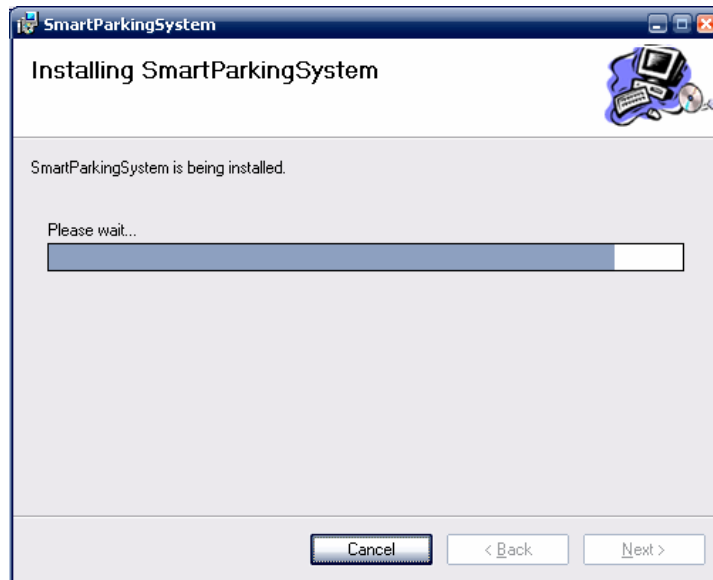 SmartParkingSystem
Installing SmartParkingSystem
SmartParkingSystem is being installed.
Please wait...
Cancel
< Back
Next >